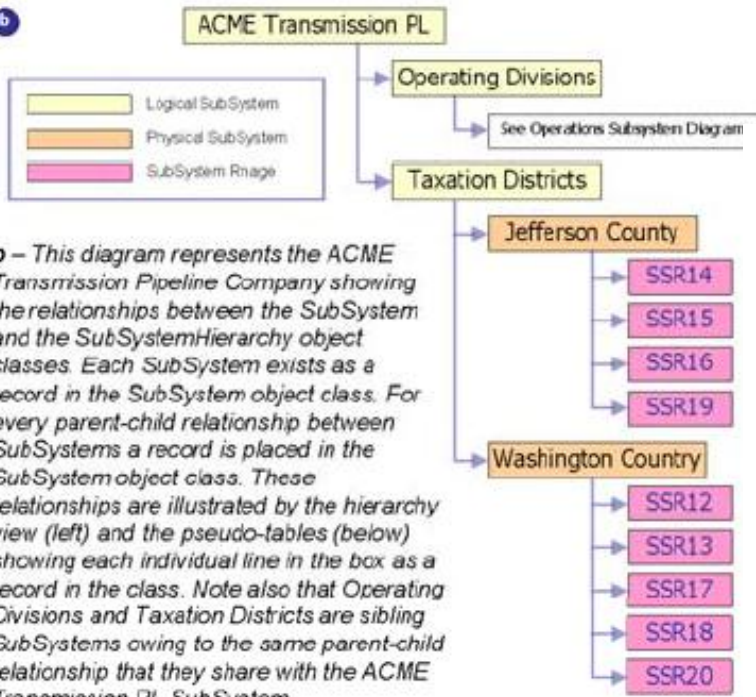 b
ACME Transmission PL
Operating Divisions
See Operations Subsystem Diagram
Logical SubSystem
Physical SubSystem
SubSystem Rnage
Taxation Districts
Jefferson County
SSR14
SSR15
SSR16
SSR19
Washington Country
SSR12
SSR13
SSR17
SSR18
SSR20
b – This diagram represents the ACME
Transmission Pipeline Company showing
the relationships between the SubSystem
and the SubSystemHierarchy object
classes. Each SubSystem exists as a
record in the SubSystem object class. For
every parent-child relationship between
SubSystems a record is placed in the
SubSystem object class. These
relationships are illustrated by the hierarchy
view (left) and the pseudo-tables (below)
showing each individual line in the box as a
record in the class. Note also that Operating
Divisions and Taxation Districts are sibling
SubSystems owing to the same parent-child
relationship that they share with the ACME
Transmission PL SubSystem